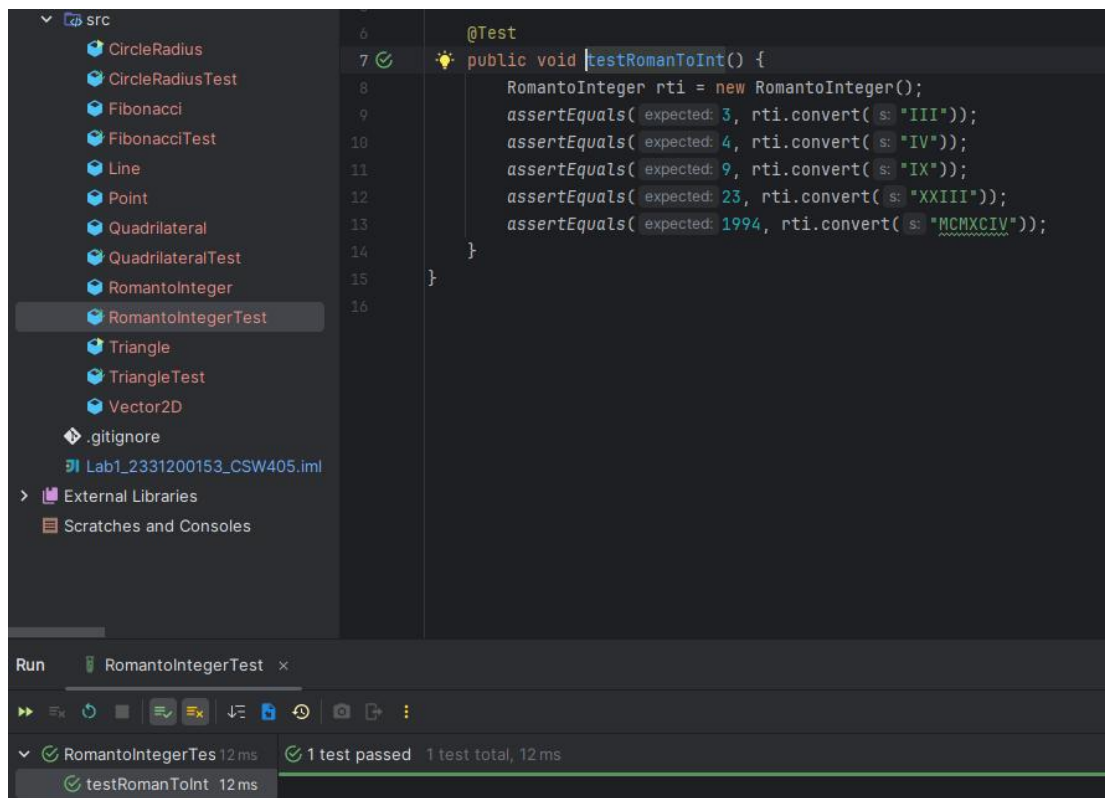 src
CircleRadius
CircleRadiusTest
Fibonacci
FibonacciTest
Line
Point
Quadrilateral
QuadrilateralTest
RomantoInteger
RomantoIntegerTest
Triangle
TriangleTest
Vector2D
.gitignore
Lab1_2331200153_CSW405.iml
External Libraries
Scratches and Consoles
6 @Test
7 public void testRomanToInt() {
8 RomantoInteger rti = new RomantoInteger();
9 assertEquals( expected: 3, rti.convert( s: "III"));
10 assertEquals( expected: 4, rti.convert( s: "IV"));
11 assertEquals( expected: 9, rti.convert( s: "IX"));
12 assertEquals( expected: 23, rti.convert( s: "XXIII"));
13 assertEquals( expected: 1994, rti.convert( s: "MCMXCIV"));
14 }
15 }
16
Run RomantoIntegerTest ×
RomantoIntegerTes 12 ms
testRomanToInt 12 ms
1 test passed 1 test total, 12 ms